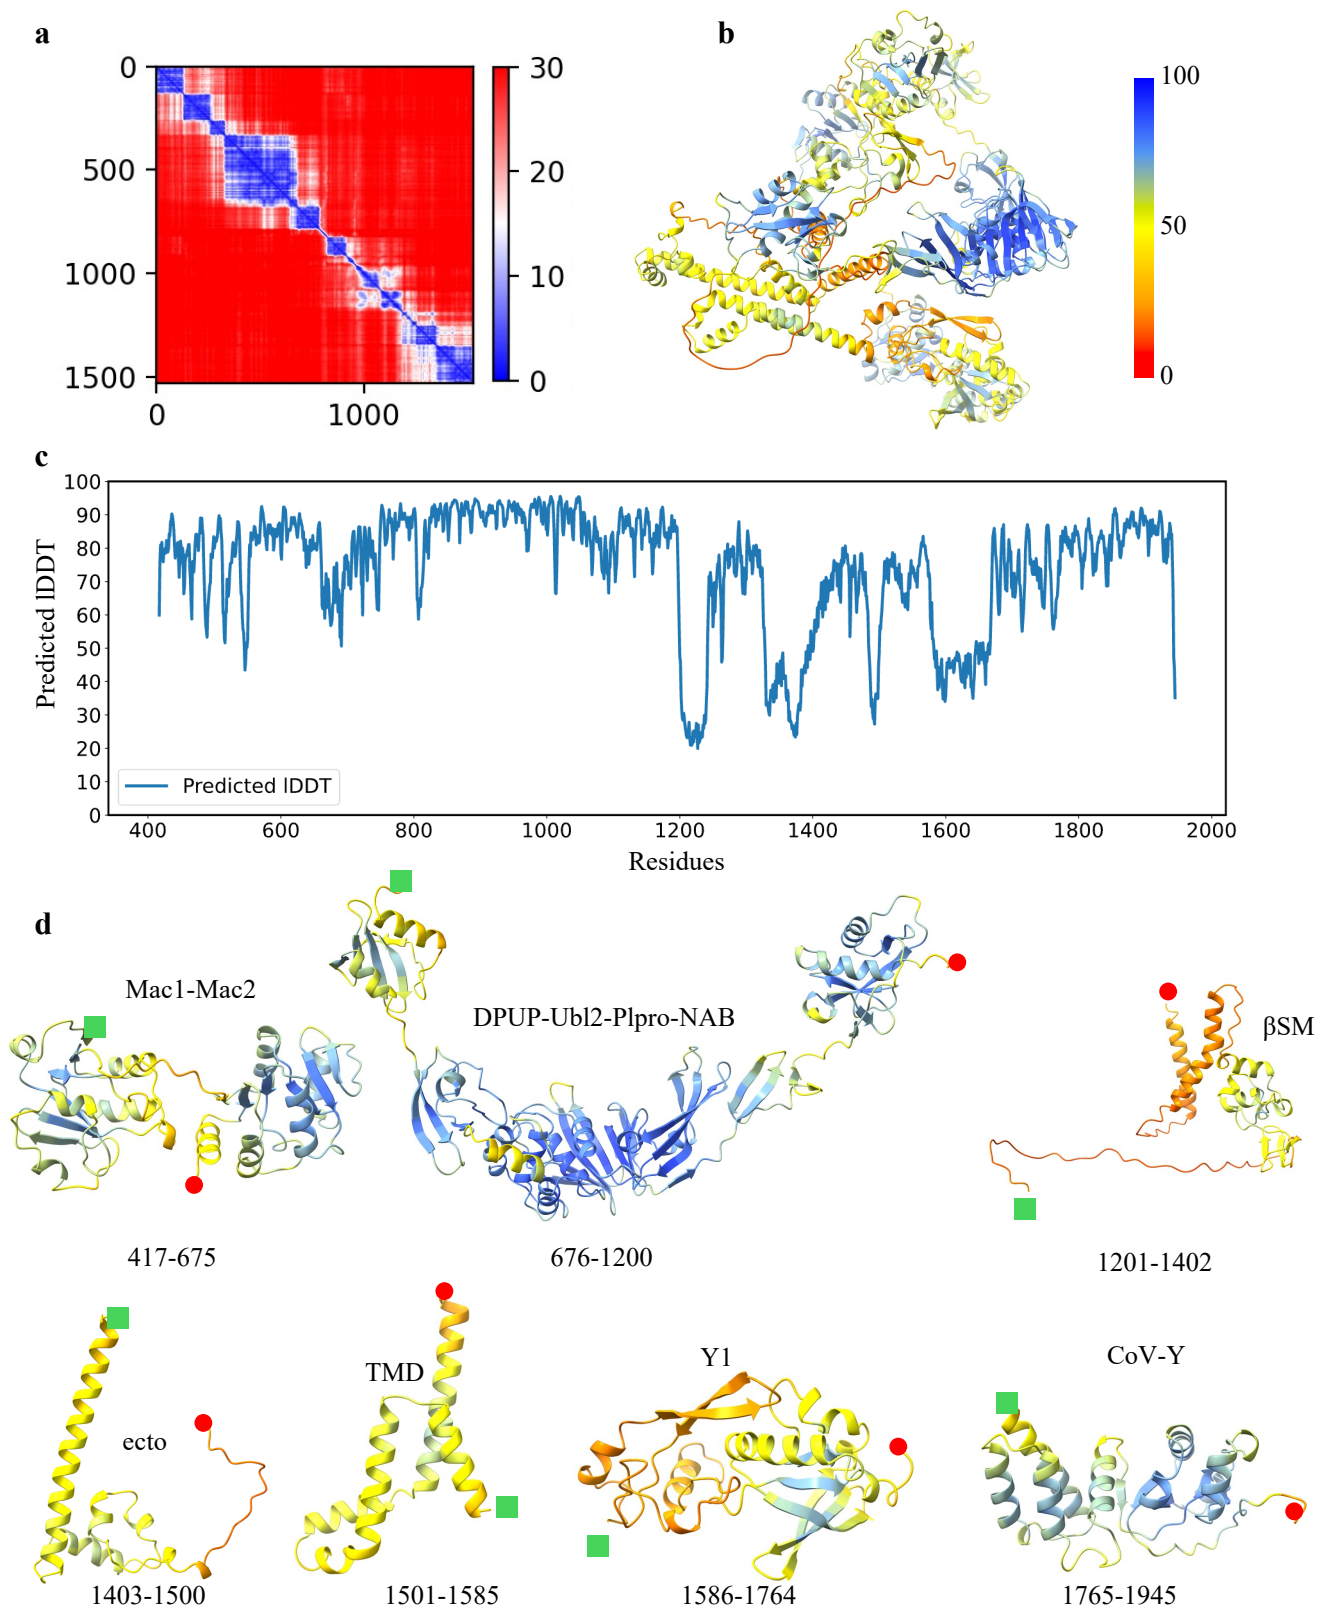 a
0
500
1000
1500
0
1000
30
20
10
0
b
100
50
0
c
Predicted lDDT
100
90
80
70
60
50
40
30
20
10
0
Predicted lDDT
400 600 800 1000 1200 1400 1600 1800 2000
Residues
d
Mac1-Mac2
417-675
DPUP-Ubl2-Plpro-NAB
676-1200
βSM
1201-1402
ecto
1403-1500
TMD
1501-1585
Y1
1586-1764
CoV-Y
1765-1945